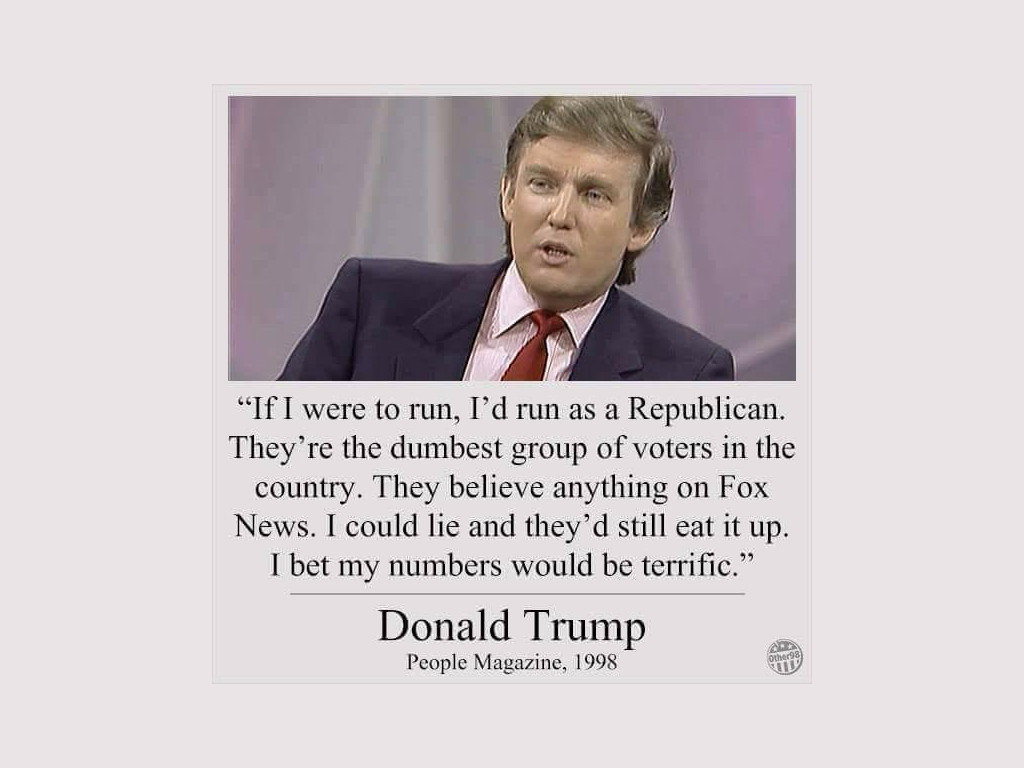 “If I were to run, I’d run as a Republican.
They’re the dumbest group of voters in the
country. They believe anything on Fox
News. I could lie and they’d still eat it up.
I bet my numbers would be terrific.”
Donald Trump
People Magazine, 1998
Other98